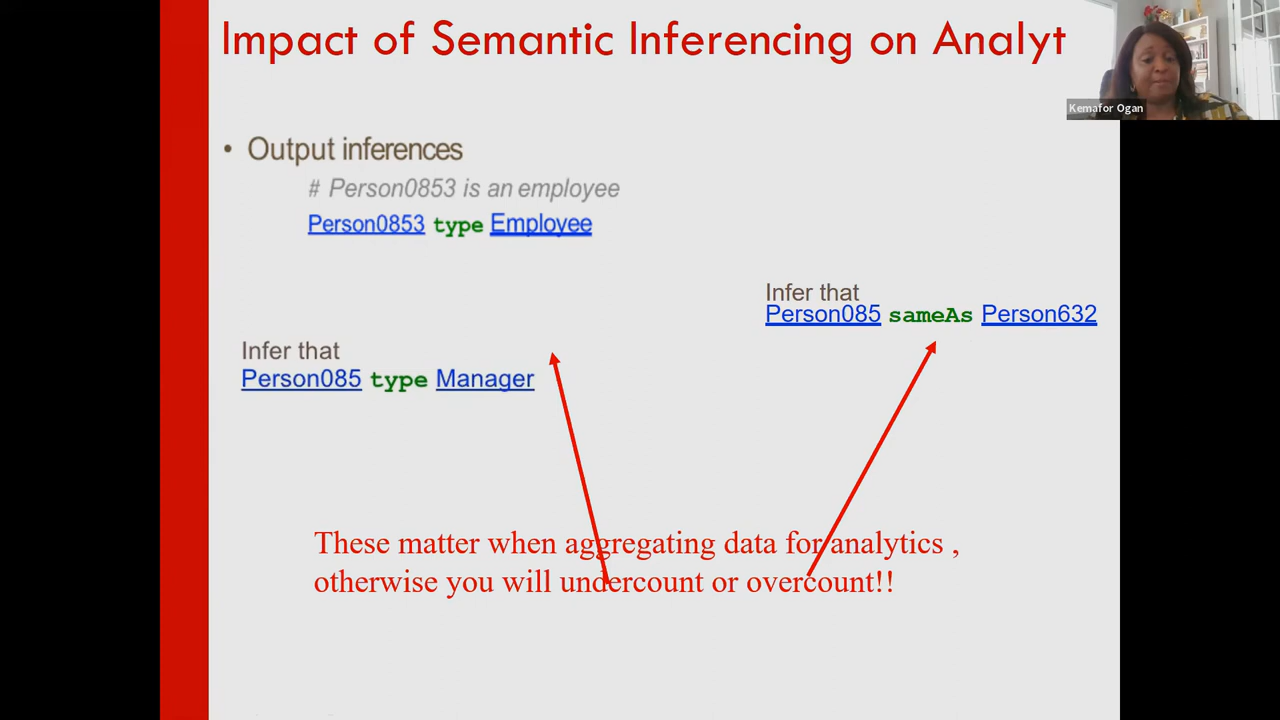 Impact of Semantic Inferencing on Analyt
Kemafor Ogan
• Output inferences
# Person0853 is an employee
Person0853 type Employee
Infer that
Person085 sameAs Person632
Infer that
Person085 type Manager
These matter when aggregating data for analytics ,
otherwise you will undercount or overcount!!